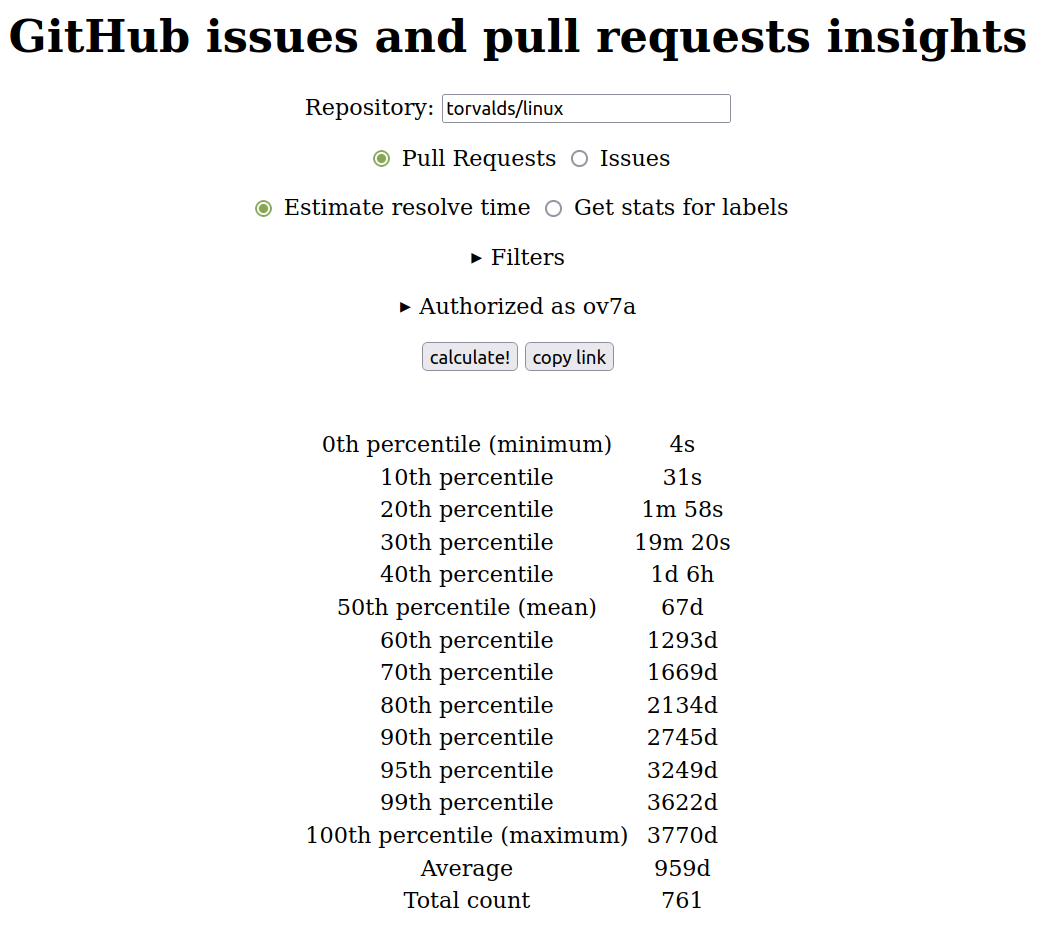 GitHub issues and pull requests insights
Repository: torvalds/linux
Pull Requests Issues
Estimate resolve time Get stats for labels
▸ Filters
▸ Authorized as ov7a
calculate! copy link
0th percentile (minimum) 4s
10th percentile 31s
20th percentile 1m 58s
30th percentile 19m 20s
40th percentile 1d 6h
50th percentile (mean) 67d
60th percentile 1293d
70th percentile 1669d
80th percentile 2134d
90th percentile 2745d
95th percentile 3249d
99th percentile 3622d
100th percentile (maximum) 3770d
Average 959d
Total count 761